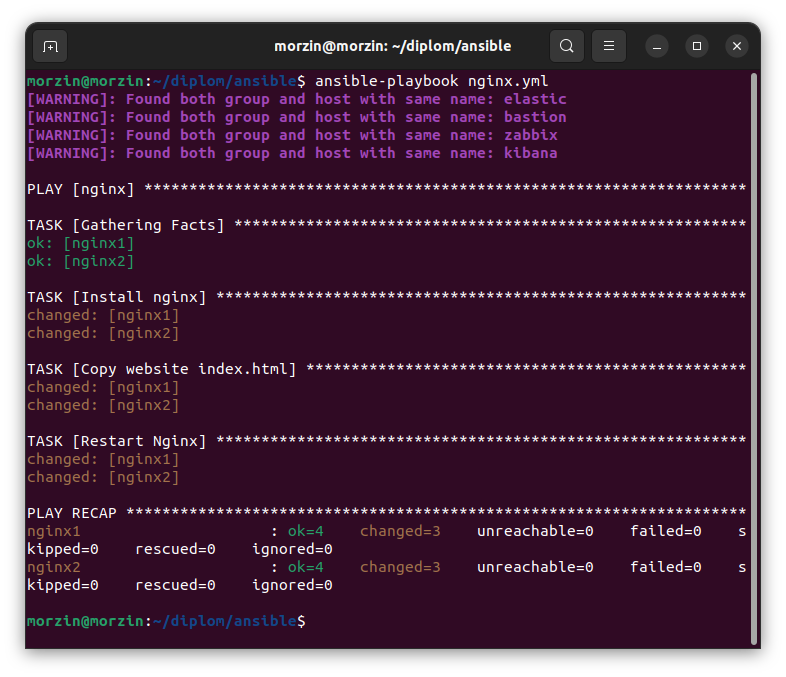 morzin@morzin: ~/diplom/ansible
morzin@morzin:~/diplom/ansible$ ansible-playbook nginx.yml
[WARNING]: Found both group and host with same name: elastic
[WARNING]: Found both group and host with same name: bastion
[WARNING]: Found both group and host with same name: zabbix
[WARNING]: Found both group and host with same name: kibana
PLAY [nginx] *******************************************************************
TASK [Gathering Facts] *********************************************************
ok: [nginx1]
ok: [nginx2]
TASK [Install nginx] ***********************************************************
changed: [nginx1]
changed: [nginx2]
TASK [Copy website index.html] *************************************************
changed: [nginx1]
changed: [nginx2]
TASK [Restart Nginx] ***********************************************************
changed: [nginx1]
changed: [nginx2]
PLAY RECAP *********************************************************************
nginx1                     : ok=4    changed=3    unreachable=0    failed=0    s
kipped=0    rescued=0    ignored=0
nginx2                     : ok=4    changed=3    unreachable=0    failed=0    s
kipped=0    rescued=0    ignored=0
morzin@morzin:~/diplom/ansible$